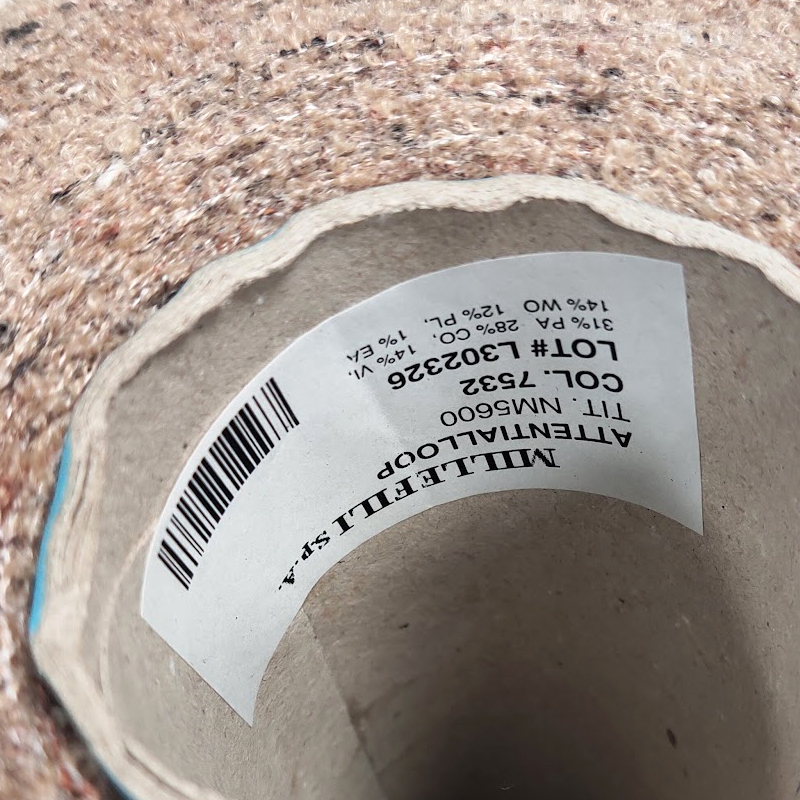 MILLEFILI S.P.A.
ATTENTIALLOOP
TIT. NM5600
COL. 7532
LOT# L302326
31% PA 28% CO, 14% VI,
14% WO 12% PL, 1% EA